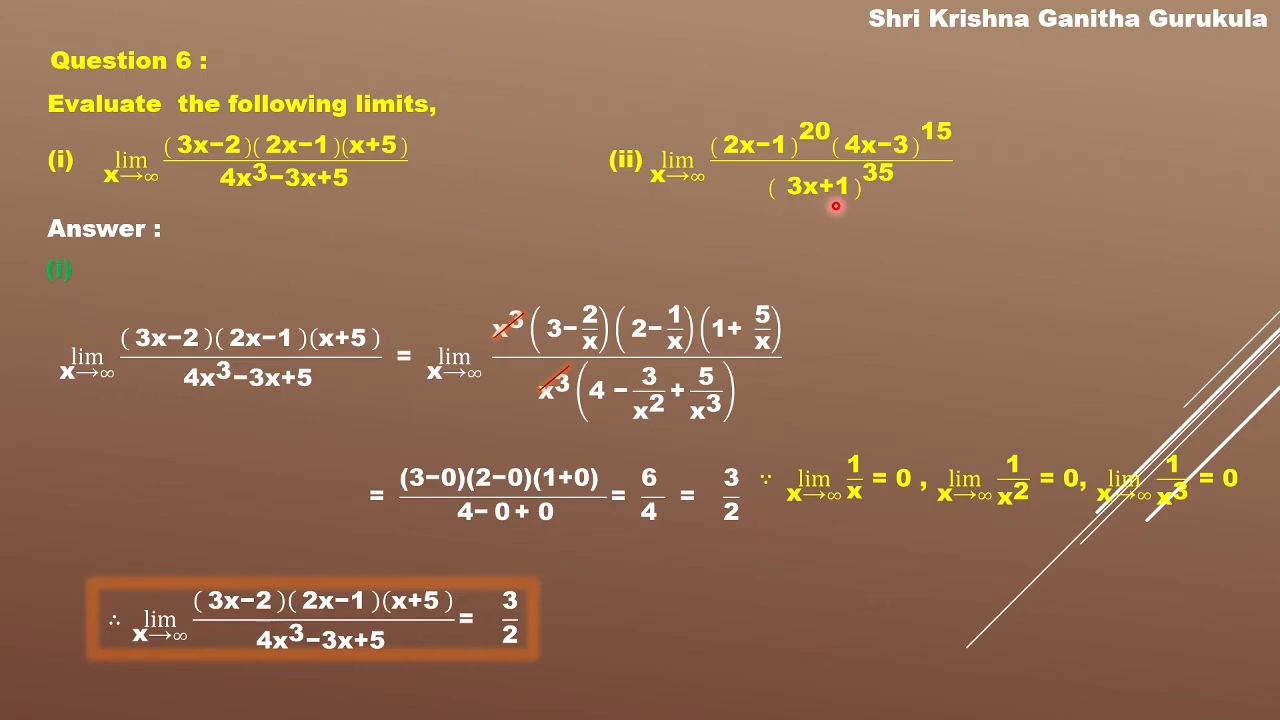 Shri Krishna Ganitha Gurukula
Question 6 :
Evaluate the following limits,
(i) lim x→∞ (3x−2)(2x−1)(x+5) / 4x³−3x+5
(ii) lim x→∞ (2x−1)²⁰(4x−3)¹⁵ / (3x+1)³⁵
Answer :
(i)
lim x→∞ (3x−2)(2x−1)(x+5) / 4x³−3x+5 = lim x→∞ x³(3−2/x)(2−1/x)(1+5/x) / x³(4−3/x²+5/x³)
= (3−0)(2−0)(1+0) / 4−0+0 = 6/4 = 3/2 ∵ lim x→∞ 1/x = 0 , lim x→∞ 1/x² = 0, lim x→∞ 1/x³ = 0
∴ lim x→∞ (3x−2)(2x−1)(x+5) / 4x³−3x+5 = 3/2